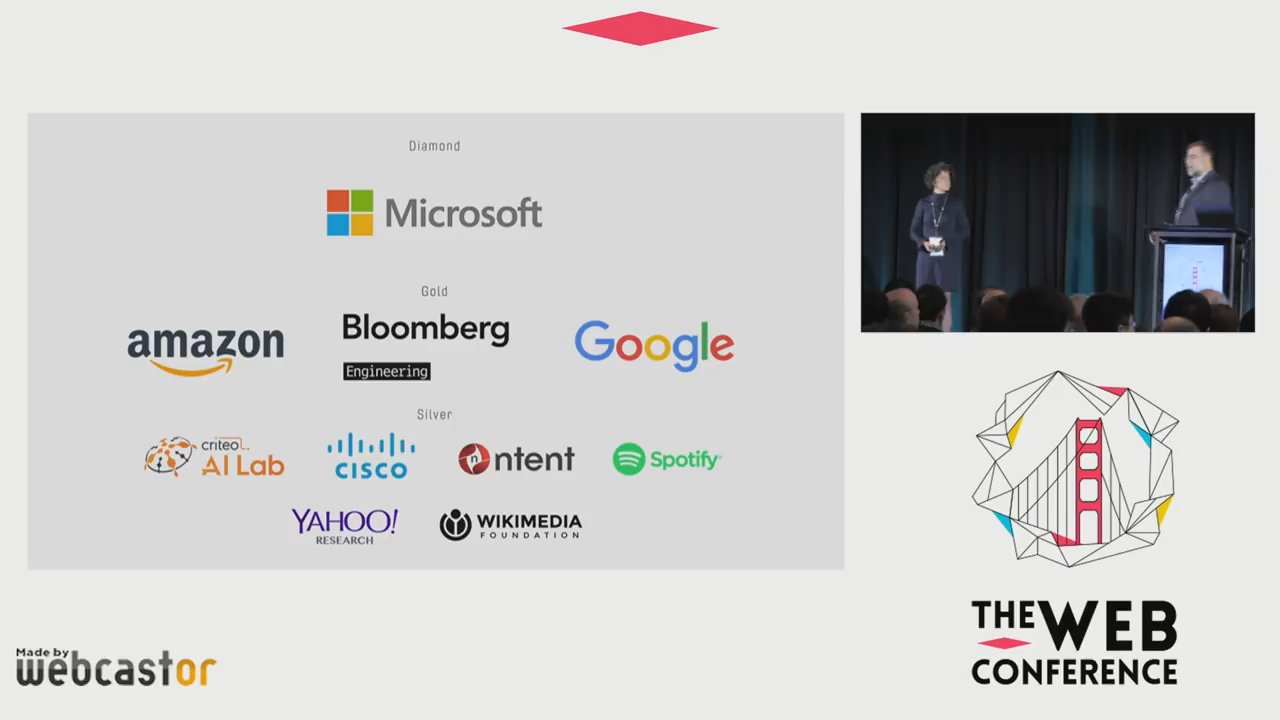 Diamond
Microsoft
Gold
amazon
Bloomberg
Engineering
Google
Silver
criteo
AI Lab
CISCO
ntent
Spotify
YAHOO!
RESEARCH
WIKIMEDIA
FOUNDATION
THE WEB
CONFERENCE
Made by
webcastor